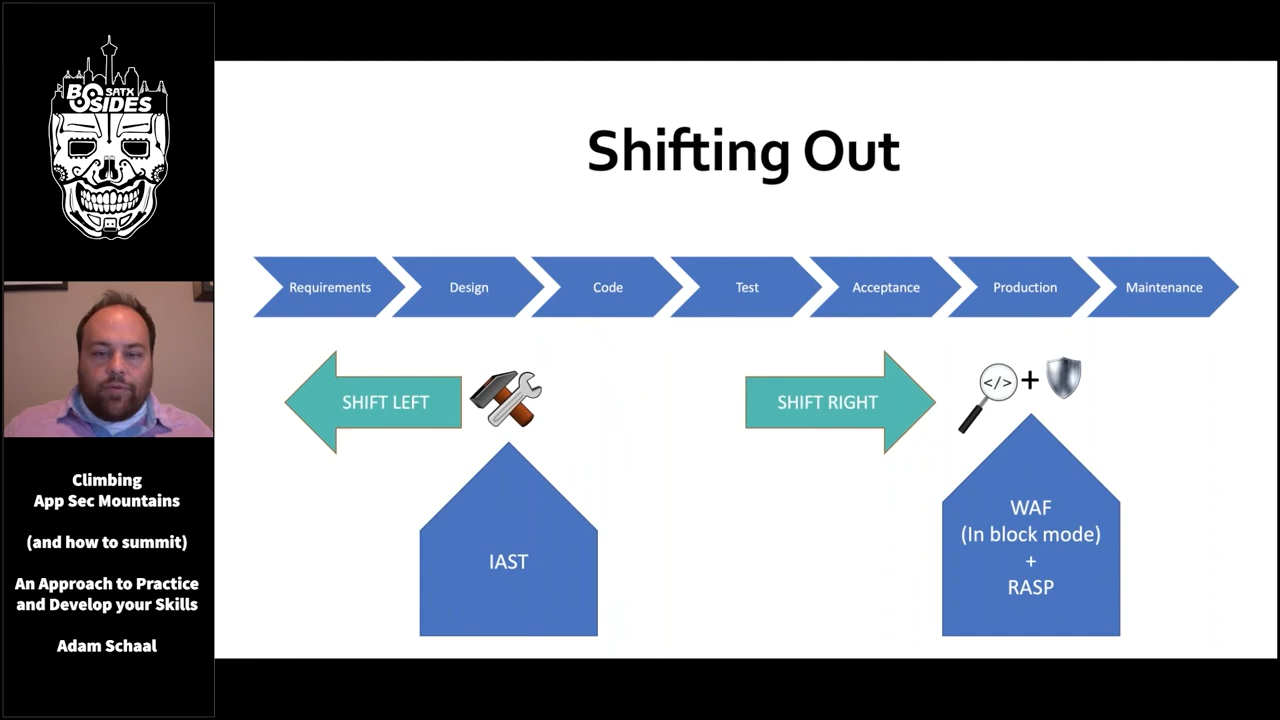 BSIDES
SATX
Climbing
App Sec Mountains
(and how to summit)
An Approach to Practice
and Develop your Skills
Adam Schaal
Shifting Out
Requirements
Design
Code
Test
Acceptance
Production
Maintenance
SHIFT LEFT
SHIFT RIGHT
</>
+
IAST
WAF
(In block mode)
+
RASP